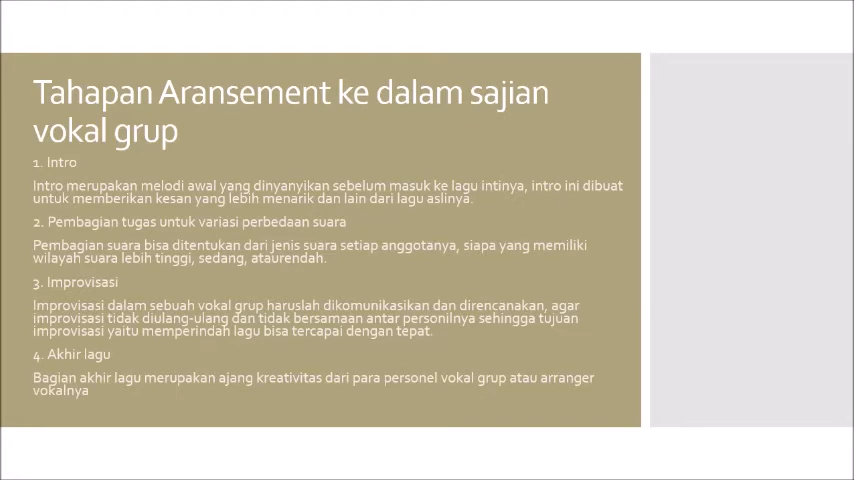 Tahapan Aransement ke dalam sajian
vokal grup
1. Intro
Intro merupakan melodi awal yang dinyanyikan sebelum masuk ke lagu intinya, intro ini dibuat
untuk memberikan kesan yang lebih menarik dan lain dari lagu aslinya.
2. Pembagian tugas untuk variasi perbedaan suara
Pembagian suara bisa ditentukan dari jenis suara setiap anggotanya, siapa yang memiliki
wilayah suara lebih tinggi, sedang, ataurendah.
3. Improvisasi
Improvisasi dalam sebuah vokal grup haruslah dikomunikasikan dan direncanakan, agar
improvisasi tidak diulang-ulang dan tidak bersamaan antar personilnya sehingga tujuan
improvisasi yaitu memperindah lagu bisa tercapai dengan tepat.
4. Akhir lagu
Bagian akhir lagu merupakan ajang kreativitas dari para personel vokal grup atau arranger
vokalnya